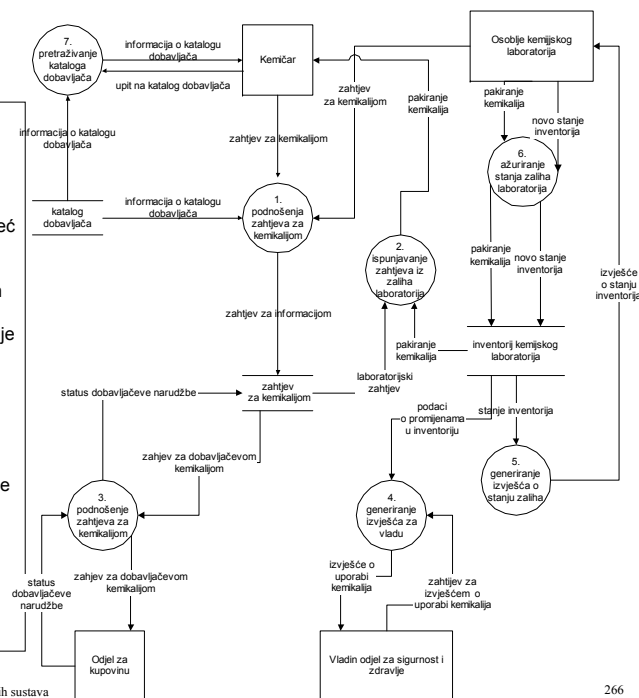 7.
pretraživanje
kataloga
dobavljača
informacija o katalogu
dobavljača
upit na katalog dobavljača
Kemičar
Osoblje kemijskog
laboratorija
zahtjev
za kemikalijom
pakiranje
kemikalija
pakiranje
kemikalija
novo stanje
inventorija
informacija o katalogu
dobavljača
zahtjev za kemikalijom
6.
ažuriranje
stanja zaliha
laboratorija
katalog
dobavljača
informacija o katalogu
dobavljača
1.
podnošenja
zahtjeva za
kemikalijom
2.
ispunjavanje
zahtjeva iz
zaliha
laboratorija
pakiranje
kemikalija
novo stanje
inventorija
izvješće
o stanju
inventorija
eć
je
zahtjev za informacijom
pakiranje
kemikalija
inventorij kemijskog
laboratorija
status dobavljačeve narudžbe
zahtjev
za kemikalijom
laboratorijski
zahtjev
podaci
o promijenama
u inventoriju
stanje inventorija
zahjev za dobavljačevom
kemikalijom
e
3.
podnošenje
zahtjeva za
kemikalijom
4.
generiranje
izvješća za
vladu
5.
generiranje
izvješća o
stanju zaliha
status
dobavljačeve
narudžbe
zahjev za dobavljačevom
kemikalijom
izvješće o
uporabi
kemikalija
zahtijev za
izvješćem o
uporabi kemikalija
Odjel za
kupovinu
Vladin odjel za sigurnost i
zdravlje
ih sustava
266